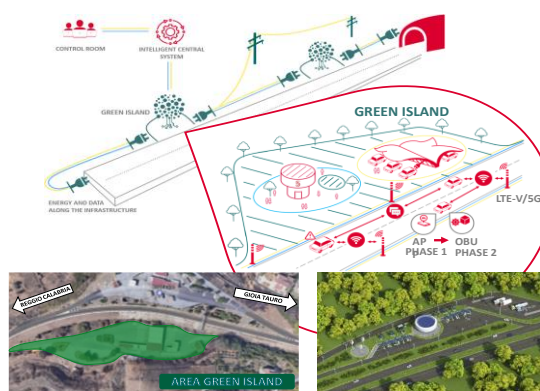 CONTROL ROOM
INTELLIGENT CENTRAL
SYSTEM
GREEN ISLAND
ENERGY AND DATA
ALONG THE INFRASTRUCTURE
GREEN ISLAND
S
LTE-V/5G
AP
P
PHASE 1
OBU
PHASE 2
REGGIO CALABRIA
GIOIA TAURO
AREA GREEN ISLAND